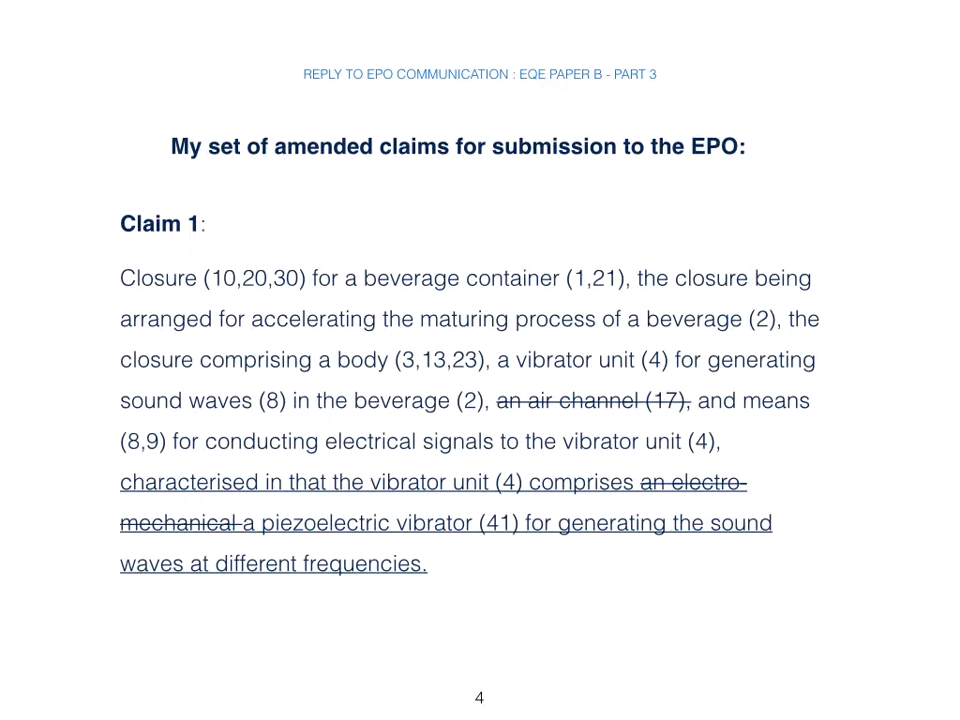 REPLY TO EPO COMMUNICATION : EQE PAPER B - PART 3
My set of amended claims for submission to the EPO:
Claim 1:
Closure (10,20,30) for a beverage container (1,21), the closure being
arranged for accelerating the maturing process of a beverage (2), the
closure comprising a body (3,13,23), a vibrator unit (4) for generating
sound waves (8) in the beverage (2), an air channel (17), and means
(8,9) for conducting electrical signals to the vibrator unit (4),
characterised in that the vibrator unit (4) comprises an electro-
mechanical a piezoelectric vibrator (41) for generating the sound
waves at different frequencies.
4